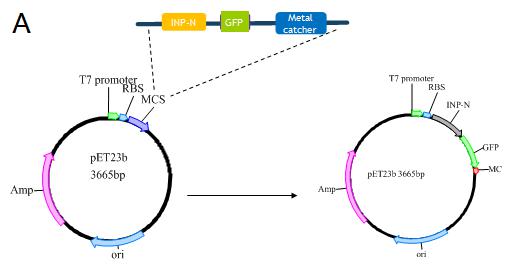 A
INP-N
GFP
Metal
catcher
T7 promoter
RBS
MCS
pET23b
3665bp
Amp
ori
T7 promoter
RBS
INP-N
GFP
MC
pET23b 3665bp
Amp
ori